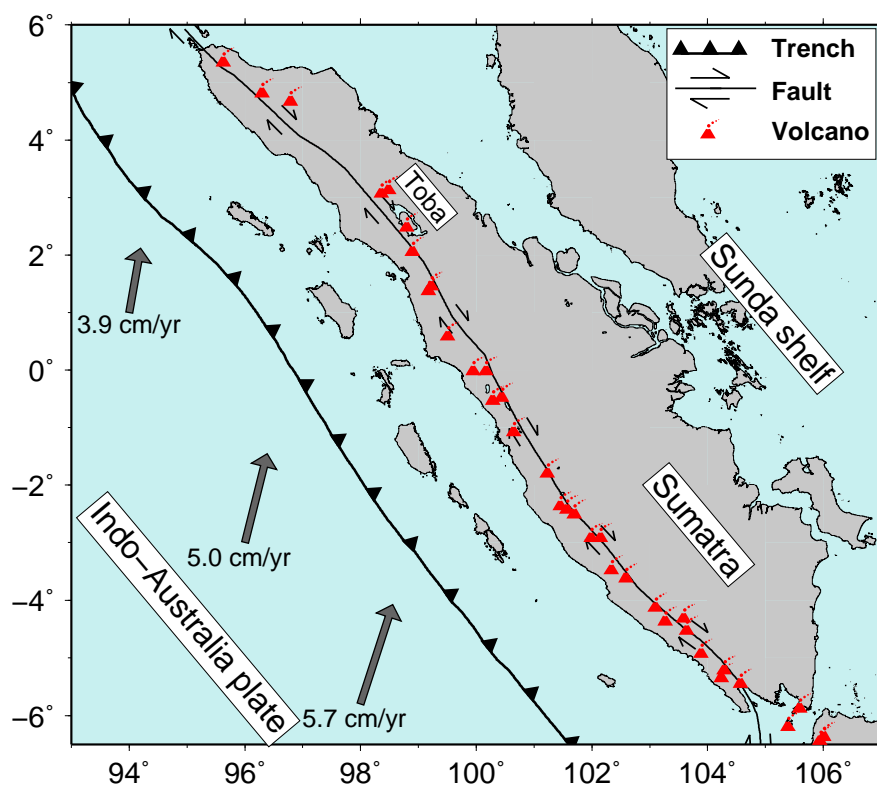 6°
4°
2°
0°
−2°
−4°
−6°
94°
96°
98°
100°
102°
104°
106°
Trench
Fault
Volcano
Toba
Sunda shelf
3.9 cm/yr
Sumatra
5.0 cm/yr
Indo−Australia plate
5.7 cm/yr